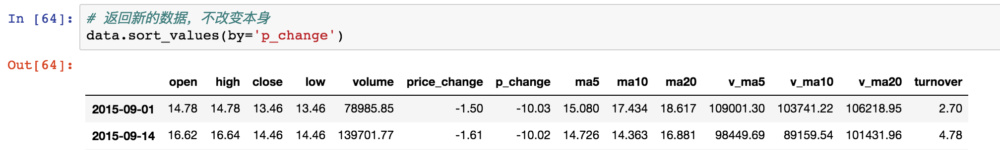 In [64]: # 返回新的数据，不改变本身
data.sort_values(by='p_change')
Out[64]:
open high close low volume price_change p_change ma5 ma10 ma20 v_ma5 v_ma10 v_ma20 turnover
2015-09-01 14.78 14.78 13.46 13.46 78985.85 -1.50 -10.03 15.080 17.434 18.617 109001.30 103741.22 106218.95 2.70
2015-09-14 16.62 16.64 14.46 14.46 139701.77 -1.61 -10.02 14.726 14.363 16.881 98449.69 89159.54 101431.96 4.78